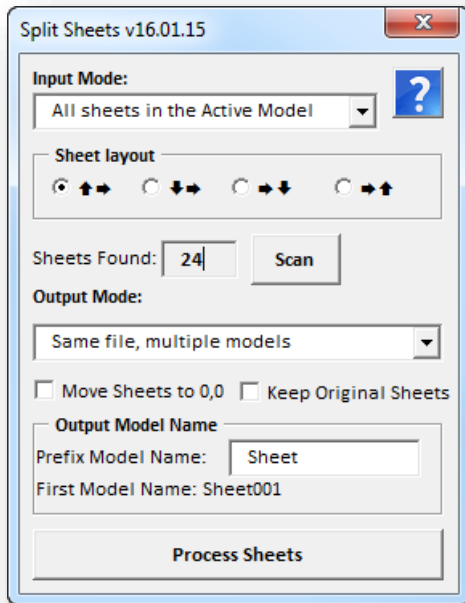 Split Sheets v16.01.15
Input Mode:
All sheets in the Active Model
?
Sheet layout
Sheets Found: 24 Scan
Output Mode:
Same file, multiple models
Move Sheets to 0,0 Keep Original Sheets
Output Model Name
Prefix Model Name: Sheet
First Model Name: Sheet001
Process Sheets